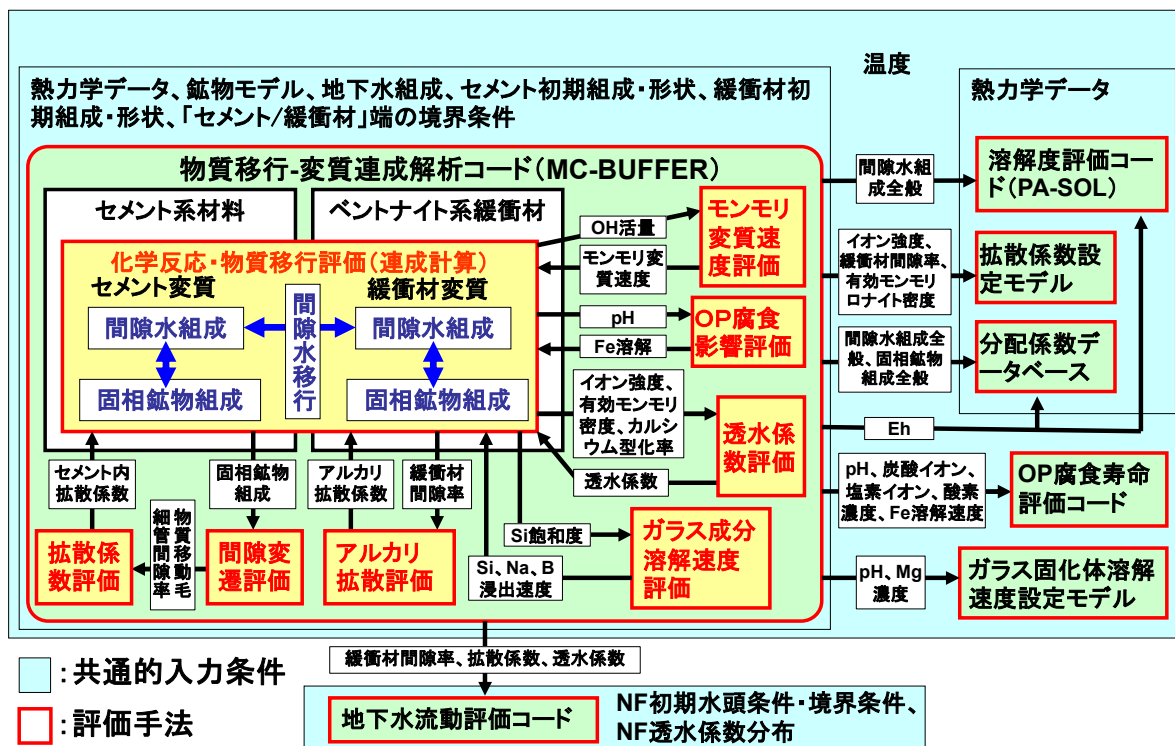 温度
熱力学データ、鉱物モデル、地下水組成、セメント初期組成・形状、緩衝材初
期組成・形状、「セメント/緩衝材」端の境界条件
熱力学データ
物質移行-変質連成解析コード(MC-BUFFER)
セメント系材料
ベントナイト系緩衝材
化学反応・物質移行評価(連成計算)
セメント変質
緩衝材変質
間隙水組成
間隙水移行
間隙水組成
固相鉱物組成
固相鉱物組成
OH活量
モンモリ変
質速度
モンモリ
変質速
度評価
pH
Fe溶解
OP腐食
影響評価
イオン強度、
有効モンモリ
密度、カルシ
ウム型化率
透水係数
透水係
数評価
セメント内
拡散係数
固相鉱物
組成
アルカリ
拡散係数
緩衝材
間隙率
拡散係
数評価
物質移動毛
細管間隙率
間隙変
遷評価
アルカリ
拡散評価
Si飽和度
Si、Na、B
浸出速度
ガラス成分
溶解速度
評価
間隙水組
成全般
溶解度評価コー
ド(PA-SOL)
イオン強度、
緩衝材間隙率、
有効モンモリ
ロナイト密度
拡散係数設
定モデル
間隙水組成全
般、固相鉱物
組成全般
分配係数デ
ータベース
Eh
pH、炭酸イオン、
塩素イオン、酸素
濃度、Fe溶解速度
OP腐食寿命
評価コード
pH、Mg
濃度
ガラス固化体溶解
速度設定モデル
緩衝材間隙率、拡散係数、透水係数
地下水流動評価コード
NF初期水頭条件・境界条件、
NF透水係数分布
:共通的入力条件
:評価手法